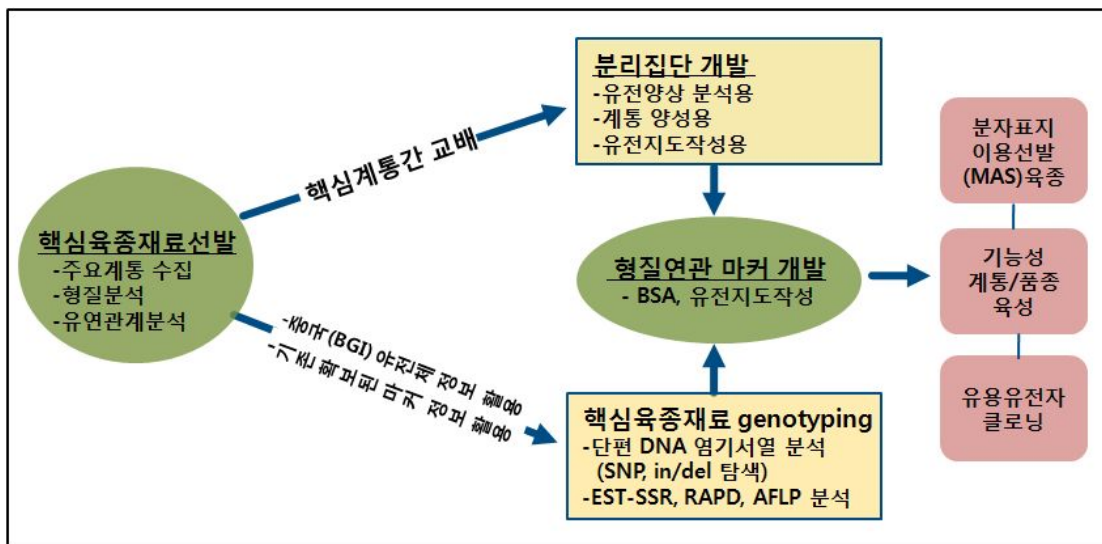 핵심육종재료선발
-주요계통 수집
-형질분석
-유연관계분석
핵심계통간 교배
-중국(BGI) 유전체 정보 활용
-기존확보된 마커 정보 활용
분리집단 개발
-유전양상 분석용
-계통 양성용
-유전지도작성용
형질연관 마커 개발
- BSA, 유전지도작성
핵심육종재료 genotyping
-단편 DNA 염기서열 분석
(SNP, in/del 탐색)
-EST-SSR, RAPD, AFLP 분석
분자표지
이용선발
(MAS)육종
기능성
계통/품종
육성
유용유전자
클로닝